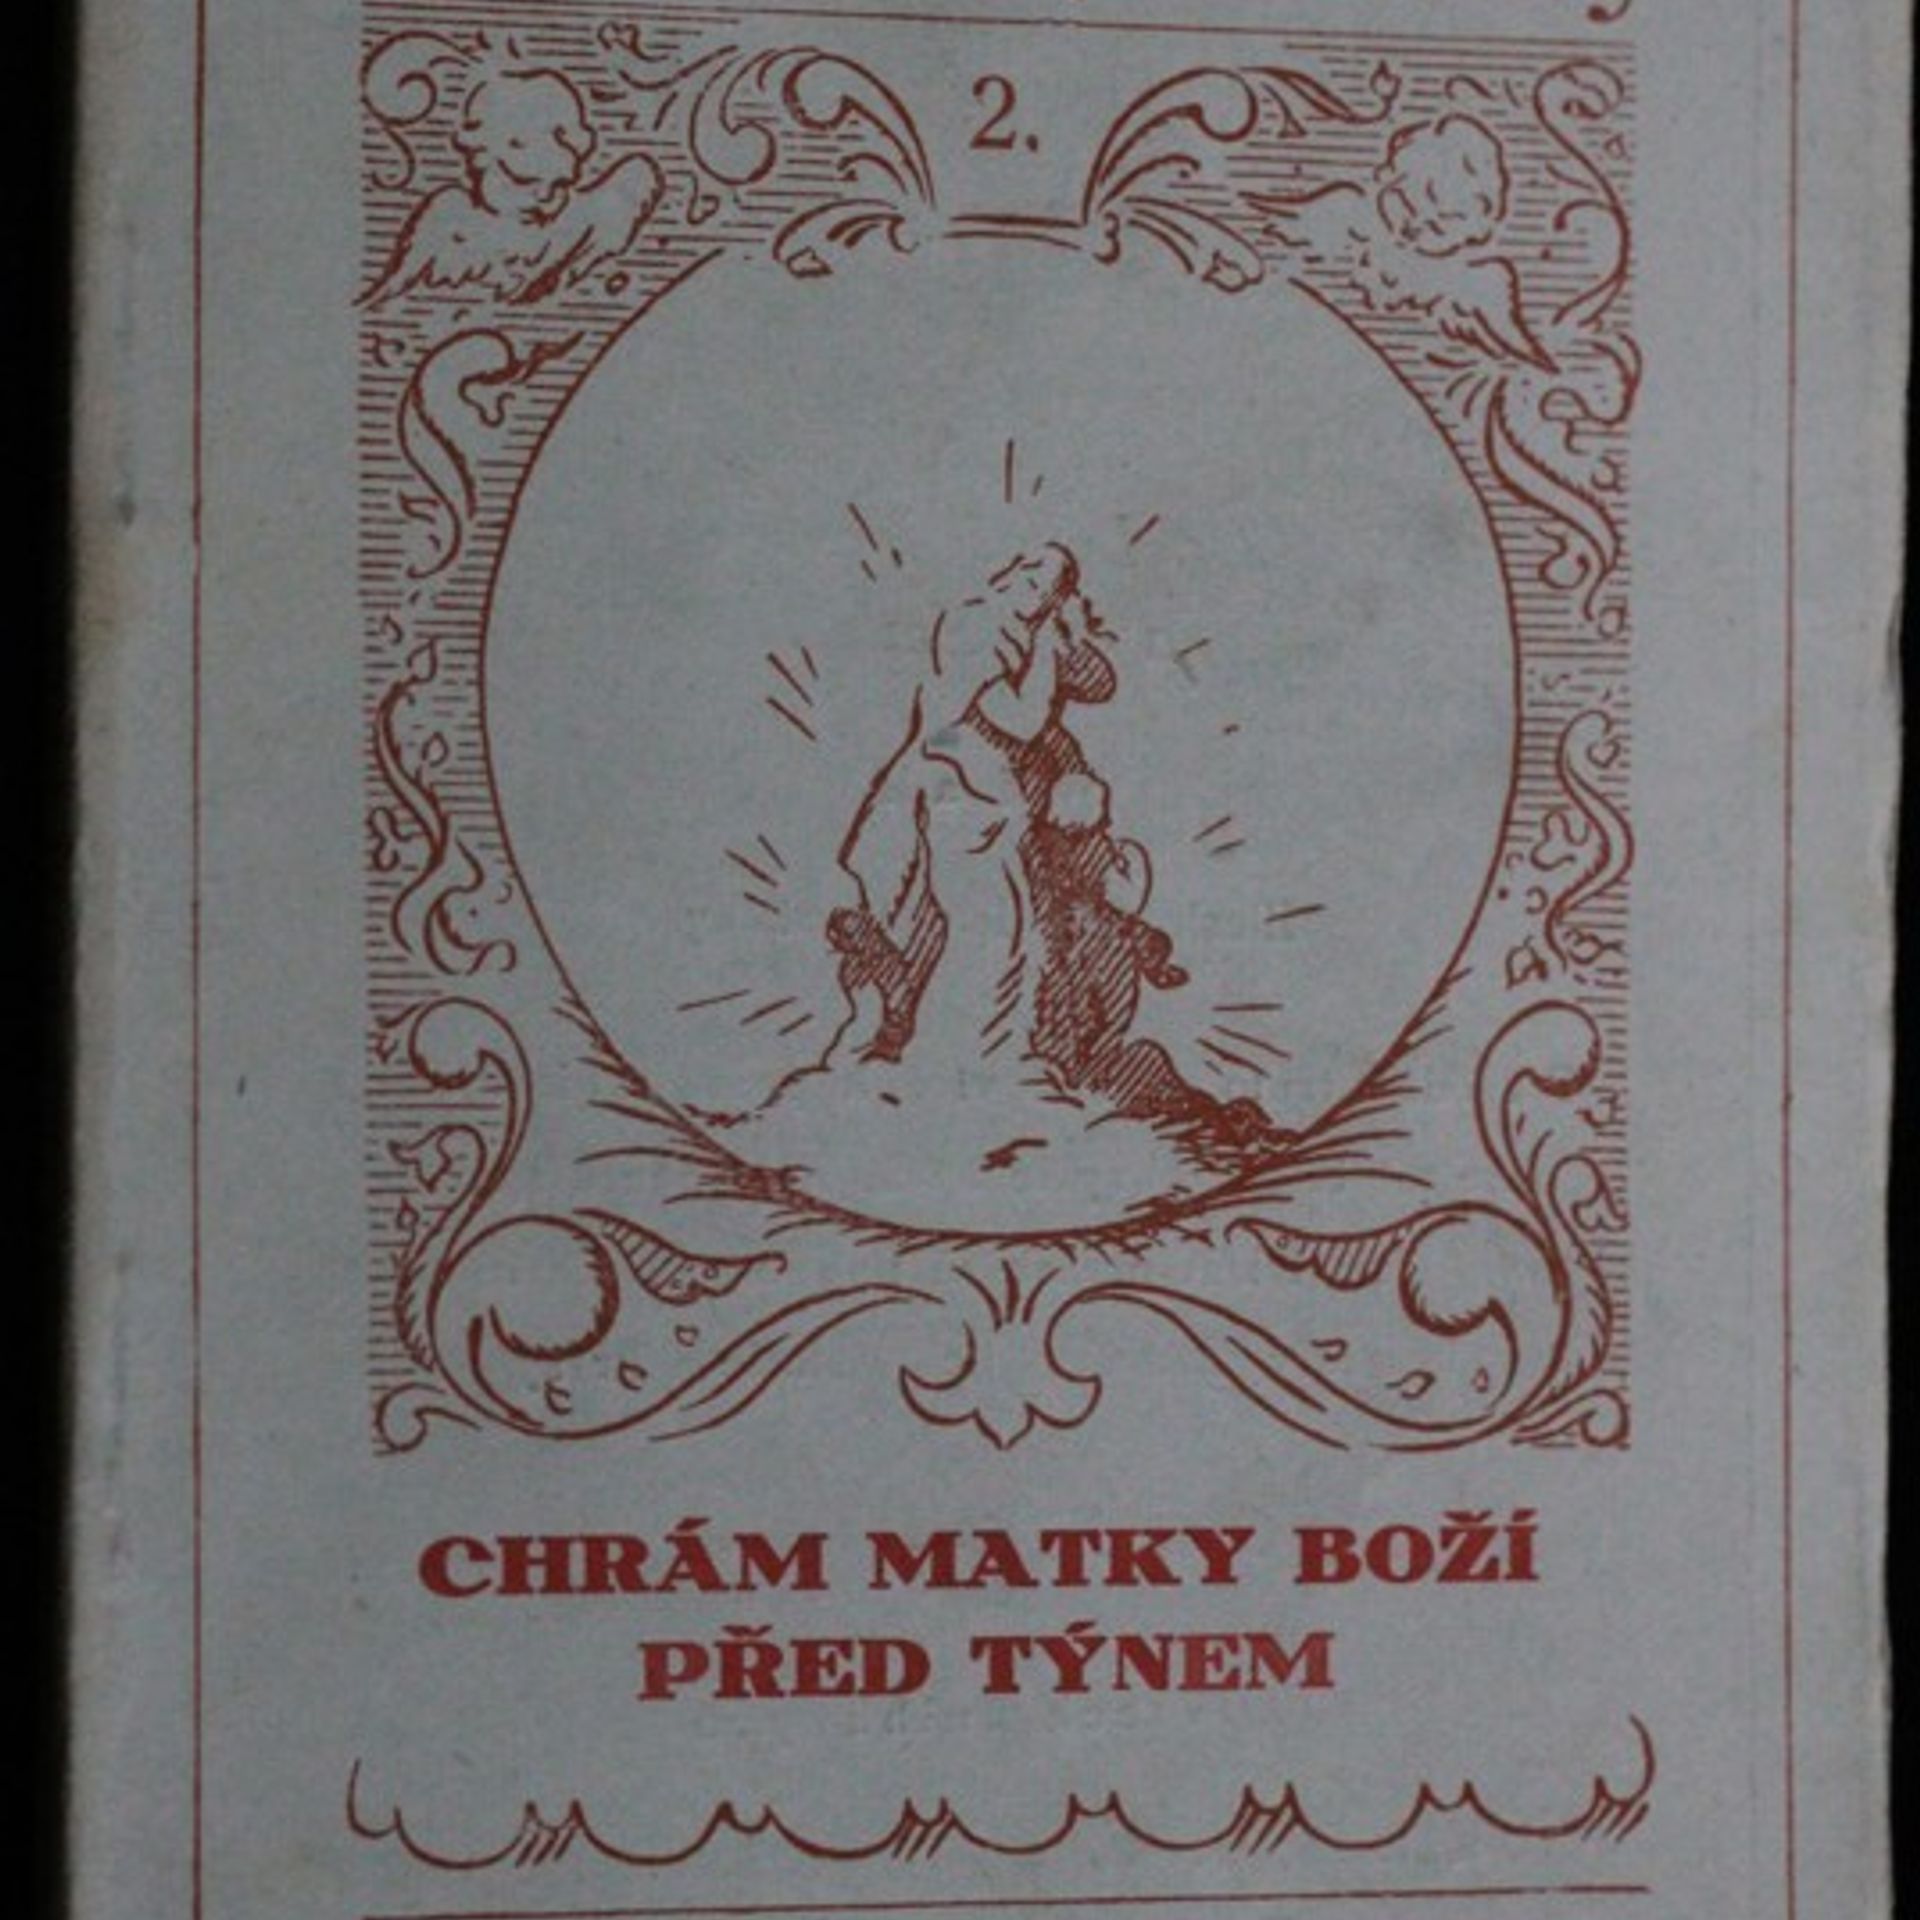 2.
CHRÁM MATKY BOŽÍ
PŘED TÝNEM